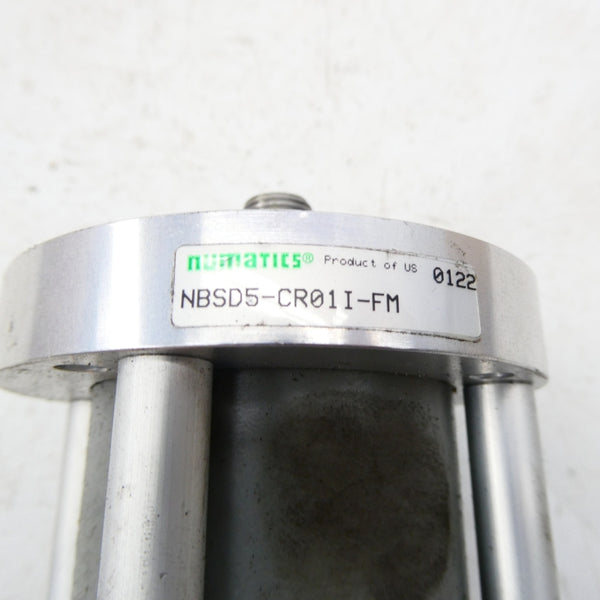 numatics® Product of US 0122
NBSD5-CR01I-FM